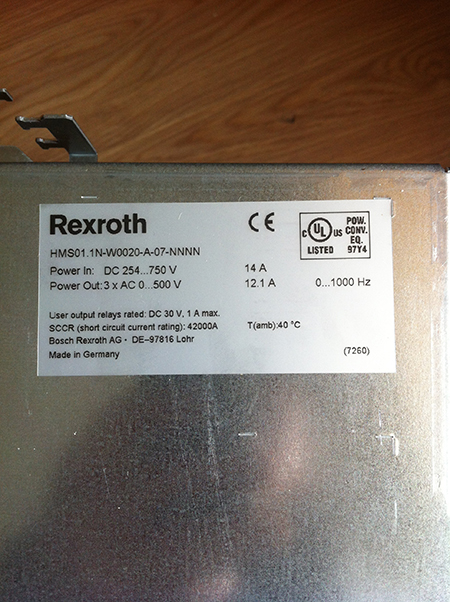 Rexroth
HMS01.1N-W0020-A-07-NNNN
Power In: DC 254...750 V 14 A
Power Out: 3 x AC 0...500 V 12.1 A 0...1000 Hz
User output relays rated: DC 30 V, 1 A max.
SCCR (short circuit current rating): 42000A T(amb):40 °C
Bosch Rexroth AG • DE–97816 Lohr
Made in Germany (7260)
CE
C UL US
LISTED
POW.
CONV.
EQ.
97Y4